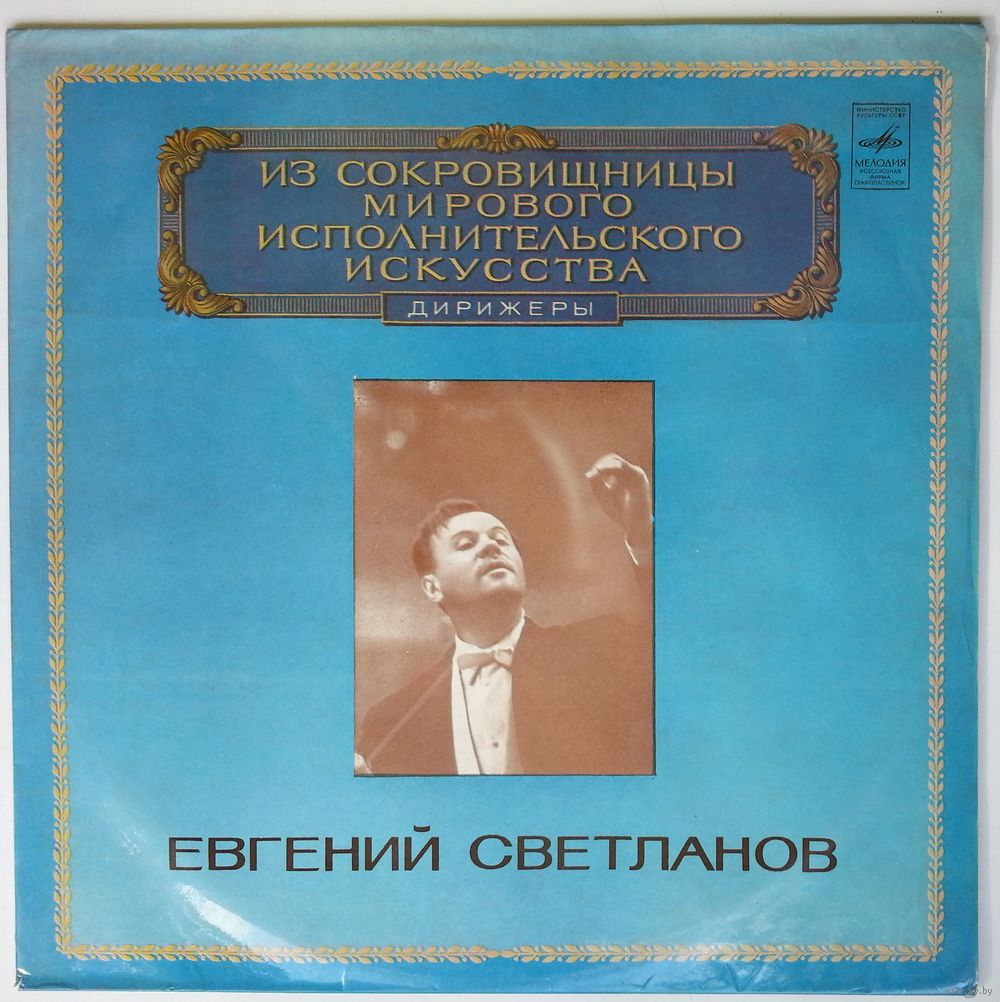 ИЗ СОКРОВИЩНИЦЫ
МИРОВОГО
ИСПОЛНИТЕЛЬСКОГО
ИСКУССТВА
ДИРИЖЕРЫ
МИНИСТЕРСТВО
КУЛЬТУРЫ СССР
МЕЛОДИЯ
ВСЕСОЮЗНАЯ
ФИРМА
ГРАМПЛАСТИНОК
ЕВГЕНИЙ СВЕТЛАНОВ